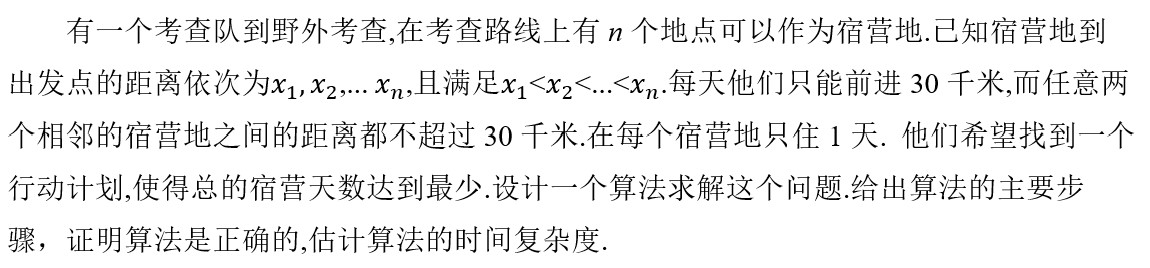 有一个考查队到野外考查,在考查路线上有 n 个地点可以作为宿营地.已知宿营地到
出发点的距离依次为x₁, x₂,... xₙ,且满足x₁<x₂<...<xₙ.每天他们只能前进 30 千米,而任意两
个相邻的宿营地之间的距离都不超过 30 千米.在每个宿营地只住 1 天. 他们希望找到一个
行动计划,使得总的宿营天数达到最少.设计一个算法求解这个问题.给出算法的主要步
骤，证明算法是正确的,估计算法的时间复杂度.